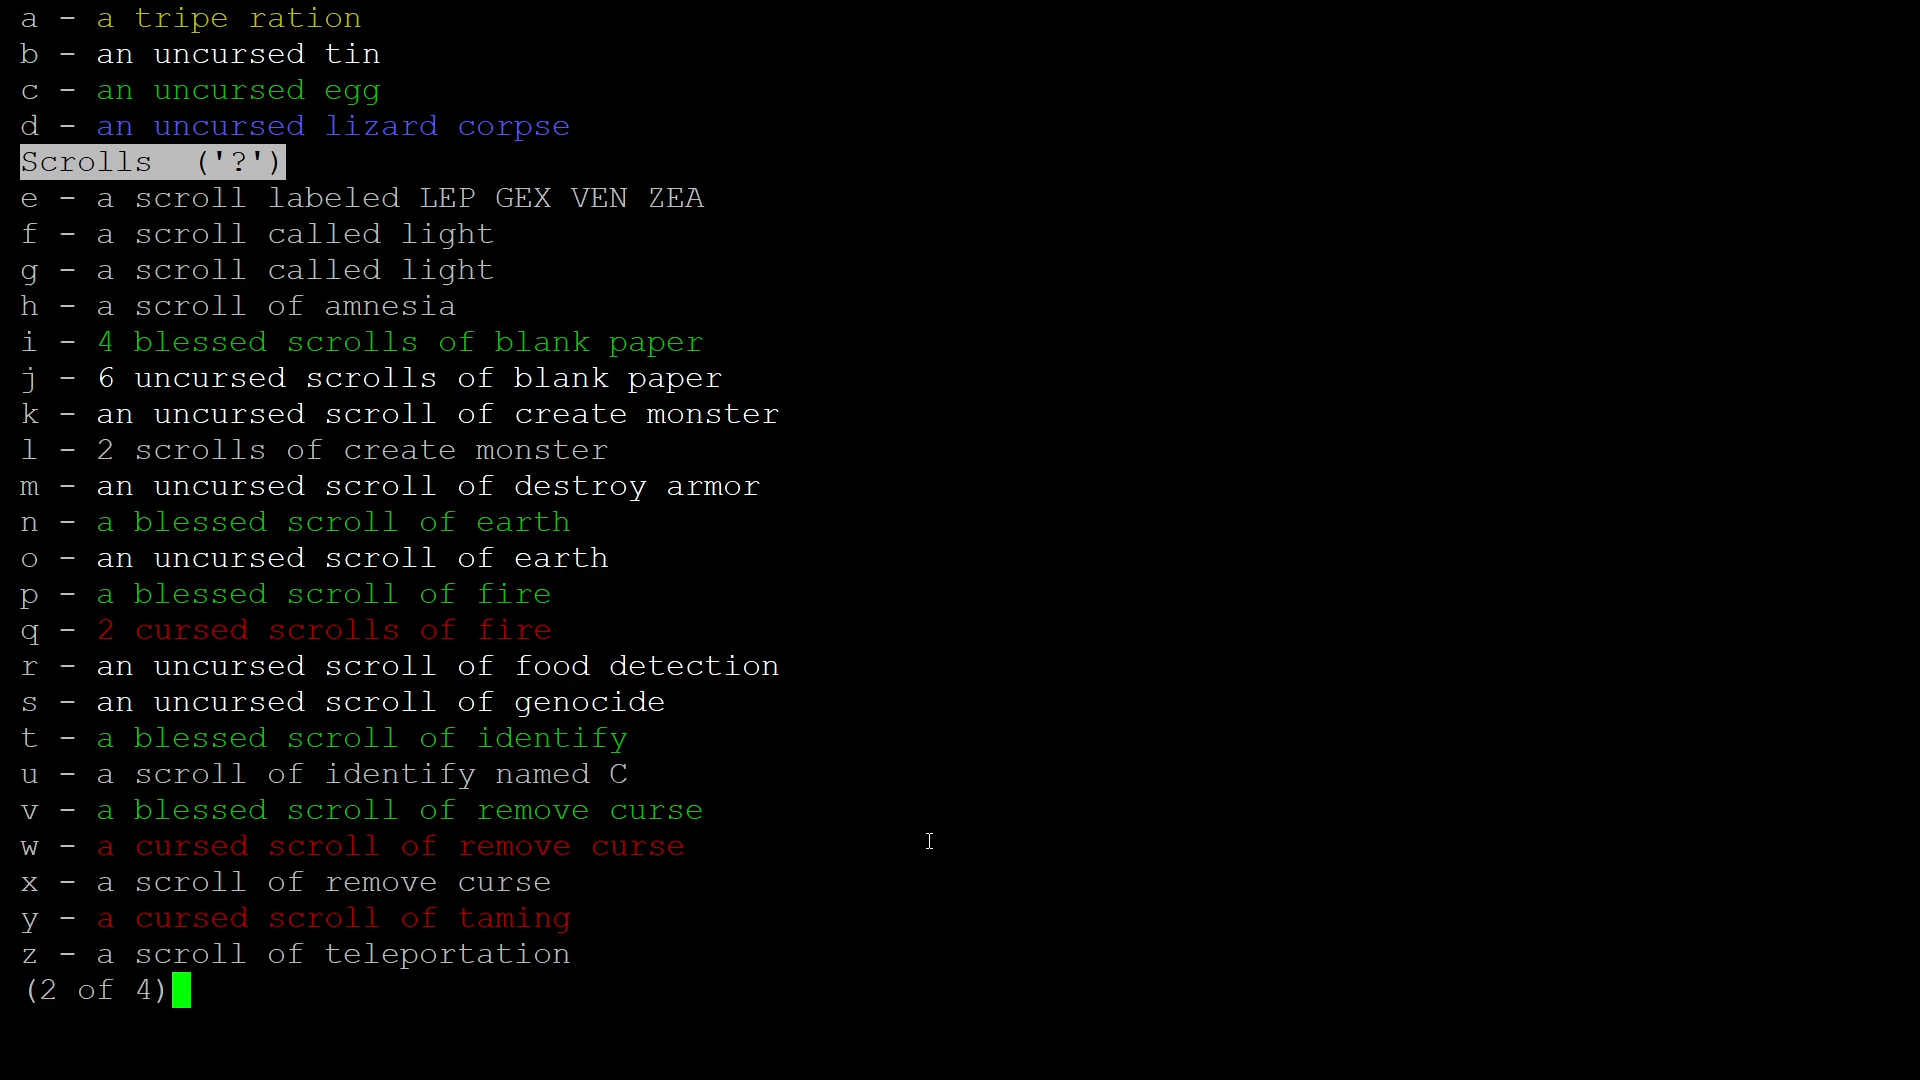 a - a tripe ration
b - an uncursed tin
c - an uncursed egg
d - an uncursed lizard corpse
Scrolls  ('?')
e - a scroll labeled LEP GEX VEN ZEA
f - a scroll called light
g - a scroll called light
h - a scroll of amnesia
i - 4 blessed scrolls of blank paper
j - 6 uncursed scrolls of blank paper
k - an uncursed scroll of create monster
l - 2 scrolls of create monster
m - an uncursed scroll of destroy armor
n - a blessed scroll of earth
o - an uncursed scroll of earth
p - a blessed scroll of fire
q - 2 cursed scrolls of fire
r - an uncursed scroll of food detection
s - an uncursed scroll of genocide
t - a blessed scroll of identify
u - a scroll of identify named C
v - a blessed scroll of remove curse
w - a cursed scroll of remove curse
x - a scroll of remove curse
y - a cursed scroll of taming
z - a scroll of teleportation
(2 of 4)